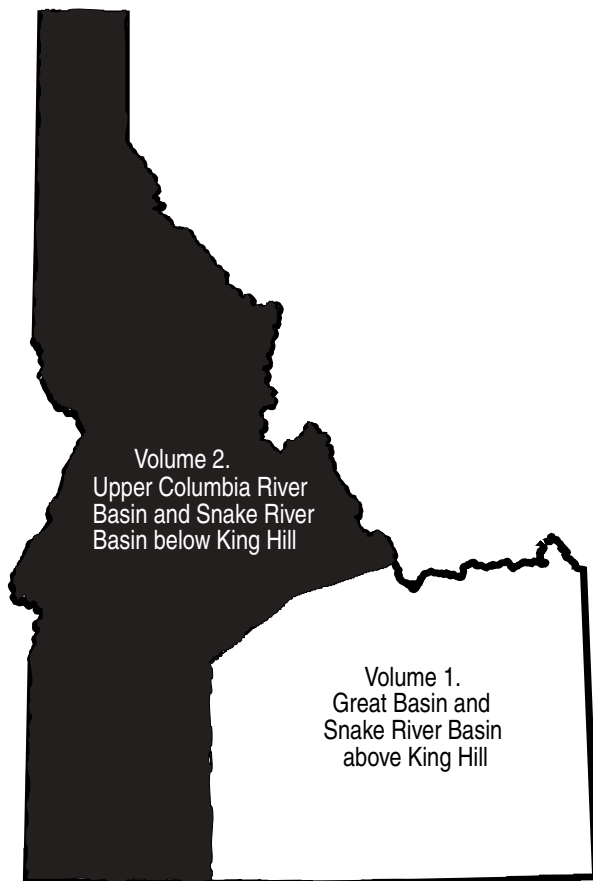 Volume 2.
Upper Columbia River
Basin and Snake River
Basin below King Hill
Volume 1.
Great Basin and
Snake River Basin
above King Hill